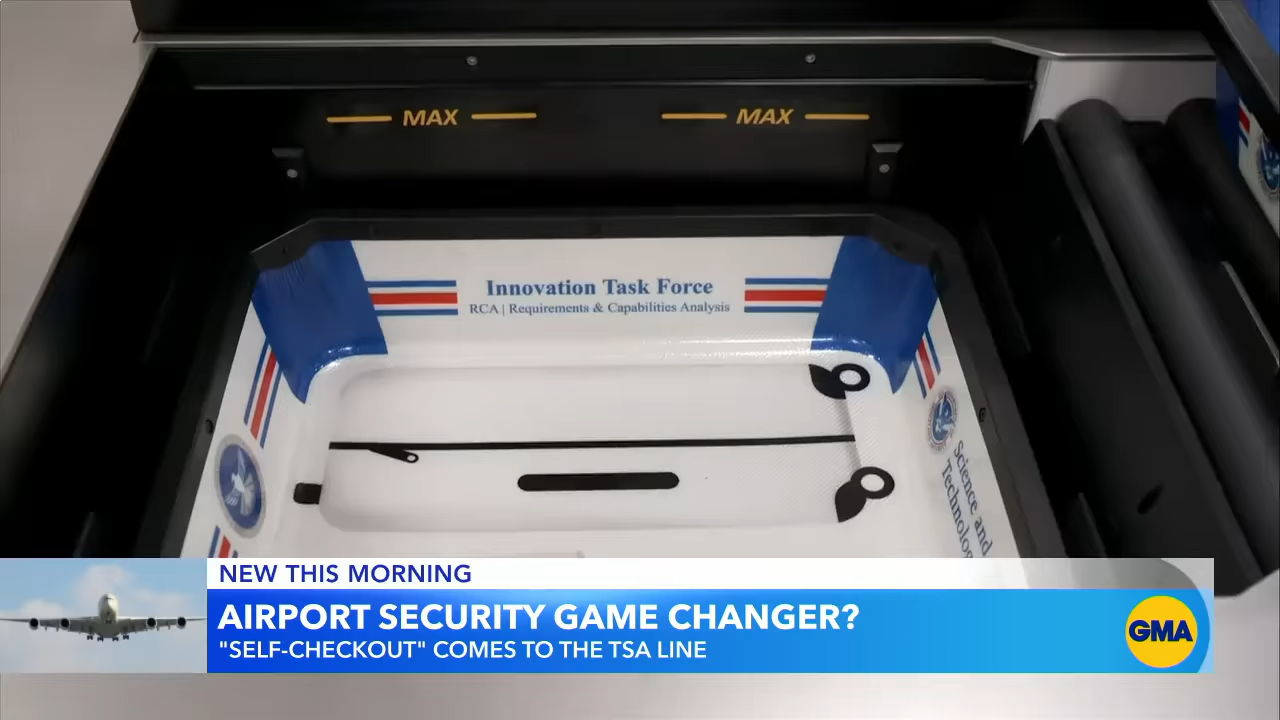 MAX
MAX
Innovation Task Force
RCA | Requirements & Capabilities Analysis
Science and
Technology
NEW THIS MORNING
AIRPORT SECURITY GAME CHANGER?
"SELF-CHECKOUT" COMES TO THE TSA LINE
GMA